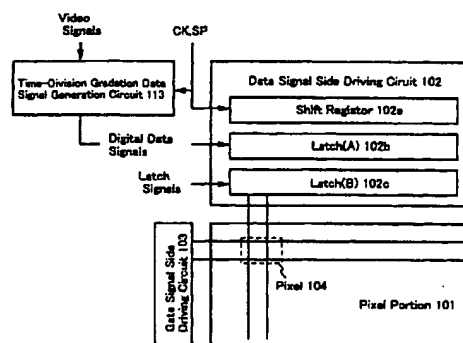 Video
Signals
CK,SP
Time-Division Gradation Data
Signal Generation Circuit 113
Data Signal Side Driving Ciruit 102
Shift Register 102a
Digital Data
Signals
Latch(A) 102b
Latch
Signals
Latch(B) 102c
Gate Signal Side
Driving Circuit 103
Pixel 104
Pixel Portion 101